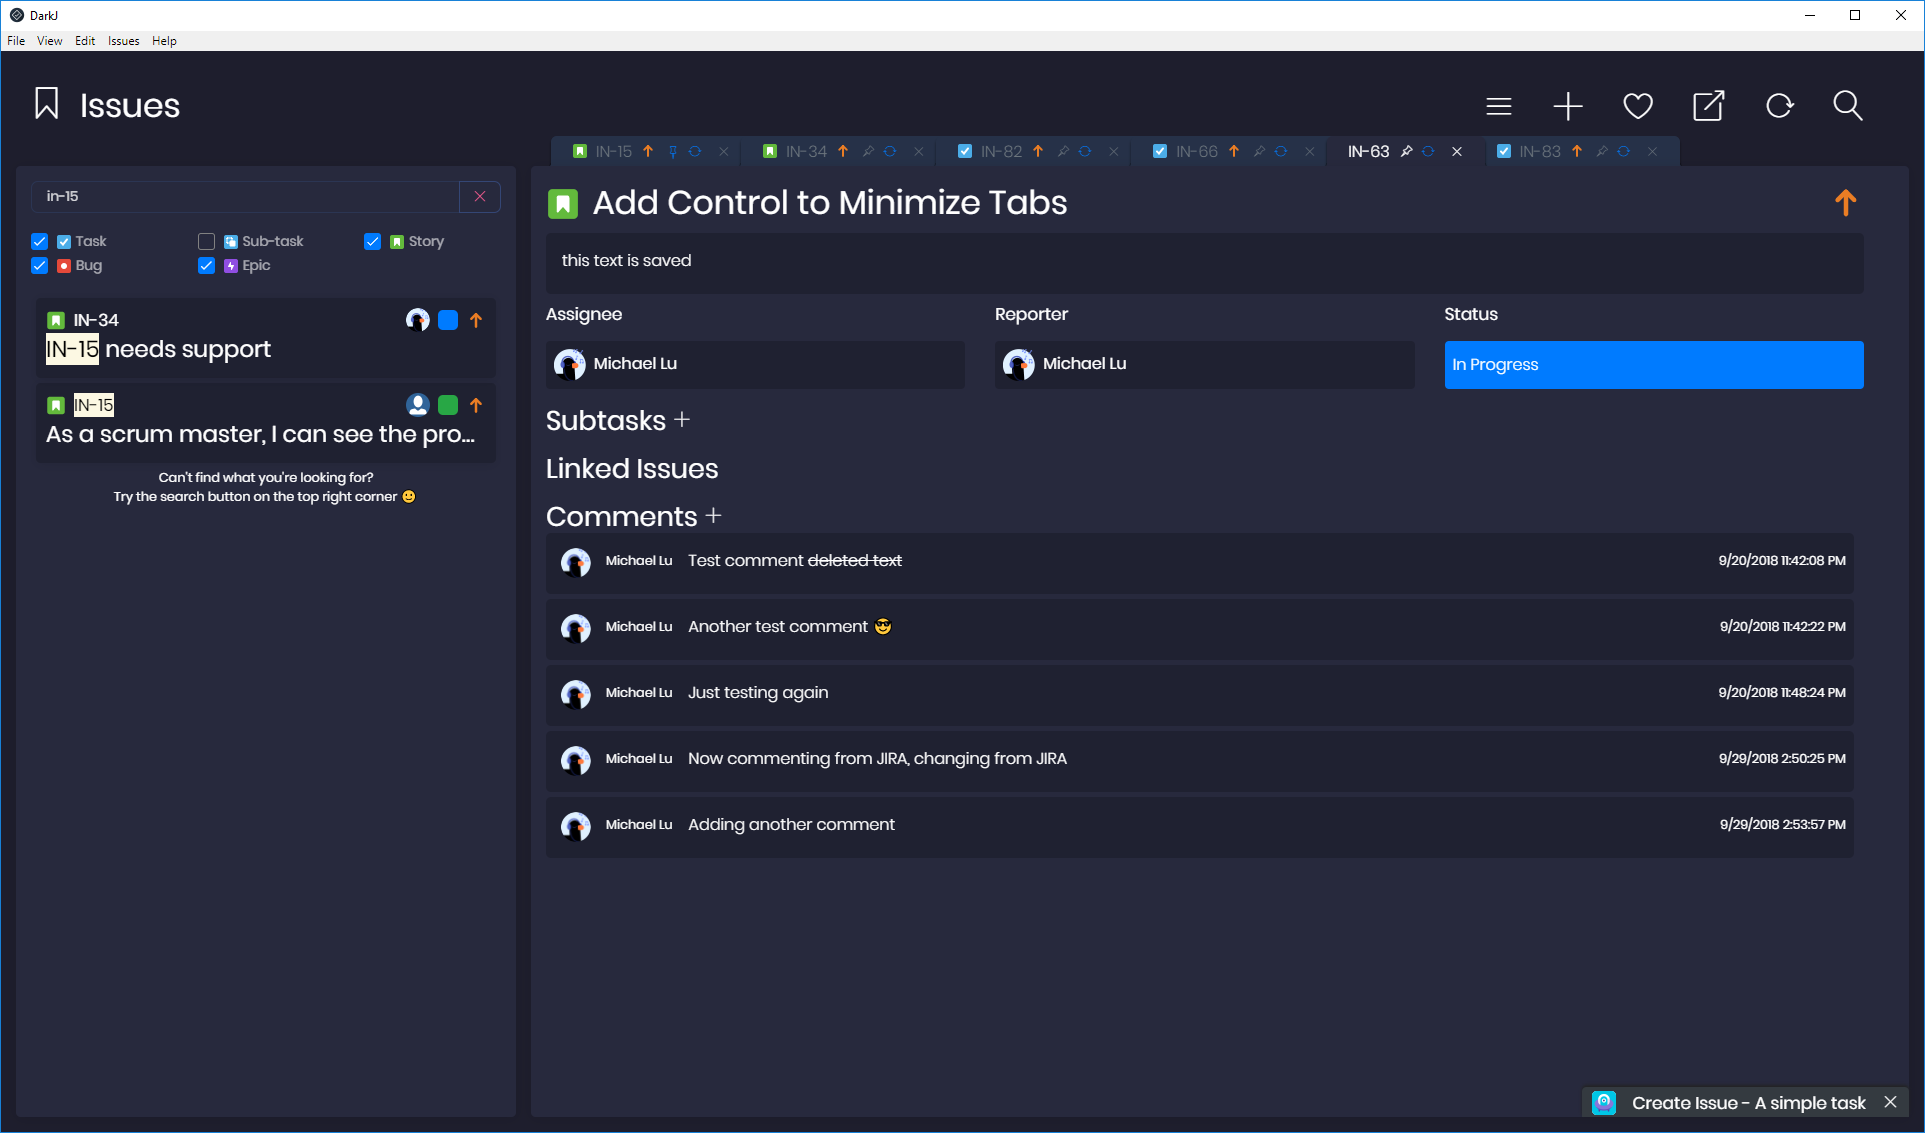 DarkJ
File View Edit Issues Help
Issues
IN-15 IN-34 IN-82 IN-66 IN-63 IN-83
in-15
Task Sub-task Story
Bug Epic
IN-34
IN-15 needs support
IN-15
As a scrum master, I can see the pro...
Can't find what you're looking for?
Try the search button on the top right corner 🙂
Add Control to Minimize Tabs
this text is saved
Assignee Reporter Status
Michael Lu Michael Lu In Progress
Subtasks +
Linked Issues
Comments +
Michael Lu Test comment deleted text 9/20/2018 11:42:08 PM
Michael Lu Another test comment 😎 9/20/2018 11:42:22 PM
Michael Lu Just testing again 9/20/2018 11:48:24 PM
Michael Lu Now commenting from JIRA, changing from JIRA 9/29/2018 2:50:25 PM
Michael Lu Adding another comment 9/29/2018 2:53:57 PM
Create Issue - A simple task